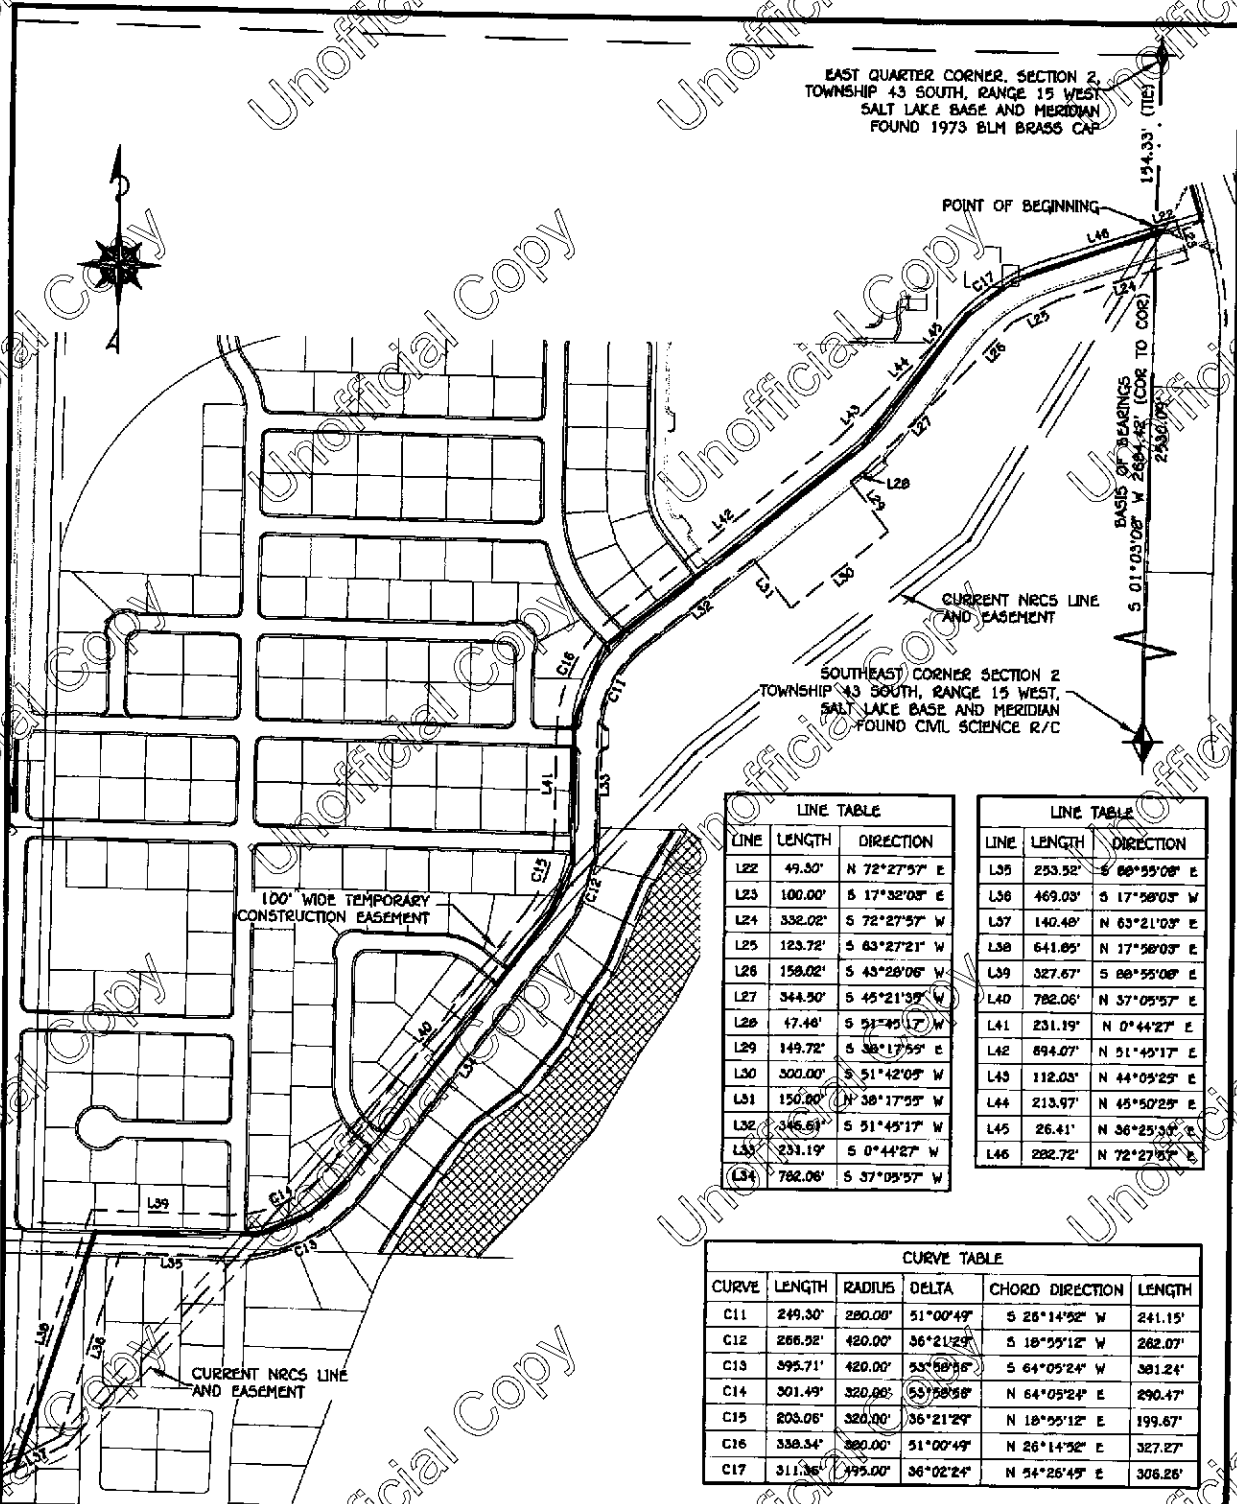 EAST QUARTER CORNER, SECTION 2,
TOWNSHIP 43 SOUTH, RANGE 15 WEST
SALT LAKE BASE AND MERIDIAN
FOUND 1973 BLM BRASS CAP
154.33' (TIE)
POINT OF BEGINNING
L22
L23
L46
C17
L24
L25
L45
L26
L44
L43
L27
L28
L29
L42
L30
L31
L32
BASIS OF BEARINGS
S 01°03'08" W 2684.42' (COR TO COR)
2530.09'
CURRENT NRCS LINE
AND EASEMENT
C16
C11
SOUTHEAST CORNER SECTION 2
TOWNSHIP 43 SOUTH, RANGE 15 WEST,
SALT LAKE BASE AND MERIDIAN
FOUND CIVIL SCIENCE R/C
L41
L33
C15
C12
100' WIDE TEMPORARY
CONSTRUCTION EASEMENT
L40
L34
C14
C13
L39
L35
L38
L36
L37
CURRENT NRCS LINE
AND EASEMENT
LINE TABLE
LINE LENGTH DIRECTION
L22 49.30' N 72°27'57" E
L23 100.00' S 17°32'03" E
L24 332.02' S 72°27'57" W
L25 123.72' S 63°27'21" W
L26 158.02' S 43°28'06" W
L27 344.50' S 45°21'35" W
L28 47.46' S 51°45'17" W
L29 149.72' S 38°17'55" E
L30 300.00' S 51°42'05" W
L31 150.00' N 38°17'55" W
L32 346.61' S 51°45'17" W
L33 231.19' S 0°44'27" W
L34 782.06' S 37°05'57" W
LINE TABLE
LINE LENGTH DIRECTION
L35 253.52' S 88°55'08" E
L36 469.03' S 17°58'03" W
L37 140.48' N 63°21'03" E
L38 641.85' N 17°58'03" E
L39 327.67' S 88°55'08" E
L40 782.06' N 37°05'57" E
L41 231.19' N 0°44'27" E
L42 894.07' N 51°45'17" E
L43 112.03' N 44°05'25" E
L44 213.97' N 45°50'25" E
L45 26.41' N 36°25'33" E
L46 282.72' N 72°27'57" E
CURVE TABLE
CURVE LENGTH RADIUS DELTA CHORD DIRECTION LENGTH
C11 249.30' 280.00' 51°00'49" S 26°14'52" W 241.15'
C12 266.52' 420.00' 36°21'29" S 18°55'12" W 262.07'
C13 395.71' 420.00' 53°58'56" S 64°05'24" W 381.24'
C14 301.49' 320.00' 53°58'56" N 64°05'24" E 290.47'
C15 203.06' 320.00' 36°21'29" N 18°55'12" E 199.67'
C16 338.34' 380.00' 51°00'49" N 26°14'52" E 327.27'
C17 311.36' 495.00' 36°02'24" N 54°26'45" E 306.26'
Unofficial Copy
Unofficial Copy
Unofficial Copy
Unofficial Copy
Unofficial Copy
Unofficial Copy